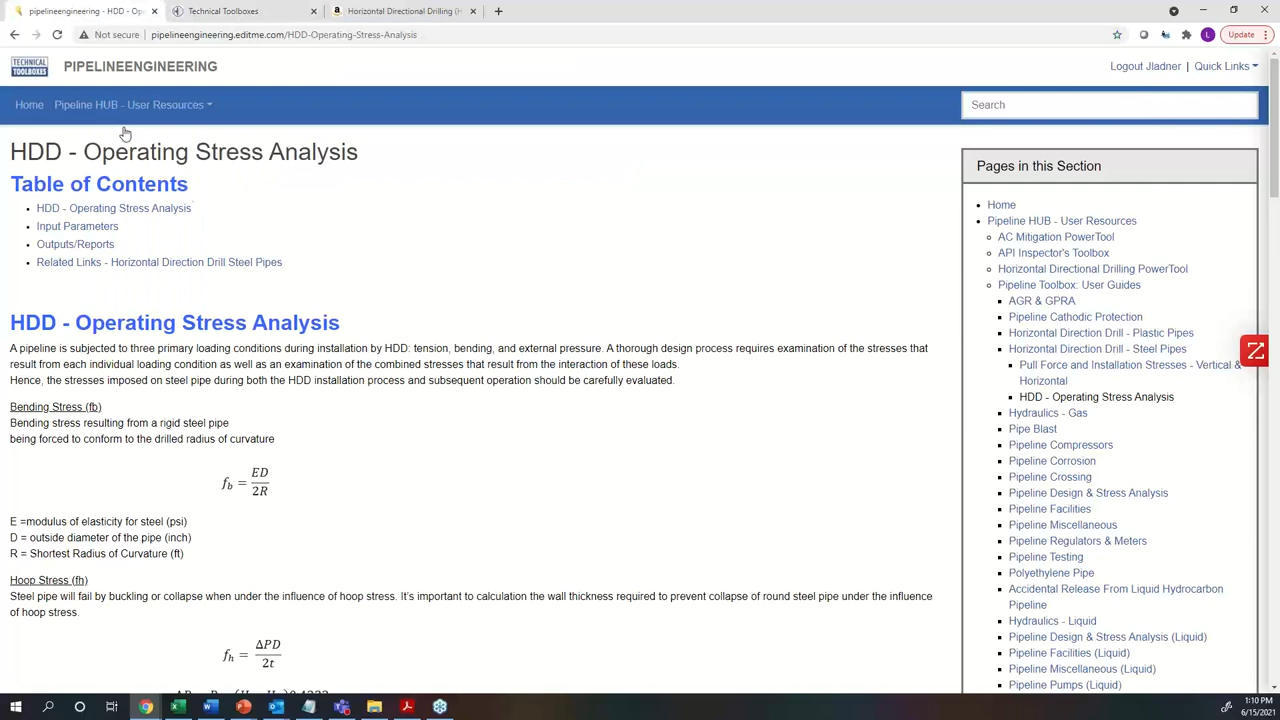 pipelineengineering - HDD - Op
Technical Toolboxes
Horizontal Directional Drilling (H
Not secure | pipelineengineering.editme.com/HDD-Operating-Stress-Analysis
L
Update
TECHNICAL
TOOLBOXES
PIPELINEENGINEERING
Logout Jladner | Quick Links
Home Pipeline HUB - User Resources
Search
HDD - Operating Stress Analysis
Table of Contents
• HDD - Operating Stress Analysis
• Input Parameters
• Outputs/Reports
• Related Links - Horizontal Direction Drill Steel Pipes
HDD - Operating Stress Analysis
A pipeline is subjected to three primary loading conditions during installation by HDD: tension, bending, and external pressure. A thorough design process requires examination of the stresses that
result from each individual loading condition as well as an examination of the combined stresses that result from the interaction of these loads.
Hence, the stresses imposed on steel pipe during both the HDD installation process and subsequent operation should be carefully evaluated.
Bending Stress (fb)
Bending stress resulting from a rigid steel pipe
being forced to conform to the drilled radius of curvature
f_b = ED / 2R
E =modulus of elasticity for steel (psi)
D = outside diameter of the pipe (inch)
R = Shortest Radius of Curvature (ft)
Hoop Stress (fh)
Steel pipe will fail by buckling or collapse when under the influence of hoop stress. It's important to calculation the wall thickness required to prevent collapse of round steel pipe under the influence
of hoop stress.
f_h = ΔPD / 2t
Pages in this Section
Home
Pipeline HUB - User Resources
AC Mitigation PowerTool
API Inspector's Toolbox
Horizontal Directional Drilling PowerTool
Pipeline Toolbox: User Guides
AGR & GPRA
Pipeline Cathodic Protection
Horizontal Direction Drill - Plastic Pipes
Horizontal Direction Drill - Steel Pipes
Pull Force and Installation Stresses - Vertical &
Horizontal
HDD - Operating Stress Analysis
Hydraulics - Gas
Pipe Blast
Pipeline Compressors
Pipeline Corrosion
Pipeline Crossing
Pipeline Design & Stress Analysis
Pipeline Facilities
Pipeline Miscellaneous
Pipeline Regulators & Meters
Pipeline Testing
Polyethylene Pipe
Accidental Release From Liquid Hydrocarbon
Pipeline
Hydraulics - Liquid
Pipeline Design & Stress Analysis (Liquid)
Pipeline Facilities (Liquid)
Pipeline Miscellaneous (Liquid)
Pipeline Pumps (Liquid)
1:10 PM
6/15/2021